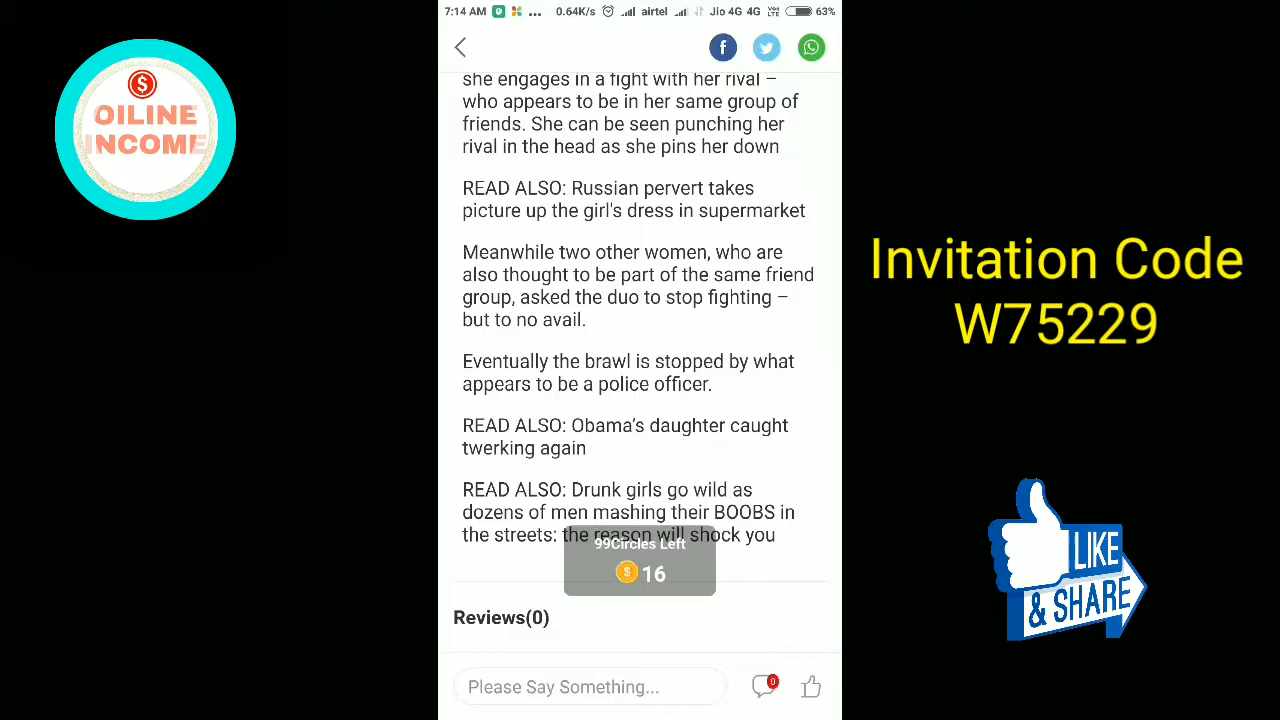 7:14 AM ... 0.64K/s airtel Jio 4G 4G VoLTE 63%
$
OILINE
INCOME
f
she engages in a fight with her rival –
who appears to be in her same group of
friends. She can be seen punching her
rival in the head as she pins her down
READ ALSO: Russian pervert takes
picture up the girl's dress in supermarket
Meanwhile two other women, who are
also thought to be part of the same friend
group, asked the duo to stop fighting –
but to no avail.
Eventually the brawl is stopped by what
appears to be a police officer.
READ ALSO: Obama’s daughter caught
twerking again
READ ALSO: Drunk girls go wild as
dozens of men mashing their BOOBS in
the streets: the reason will shock you
99Circles Left
$ 16
Reviews(0)
Please Say Something...
0
Invitation Code
W75229
LIKE
& SHARE